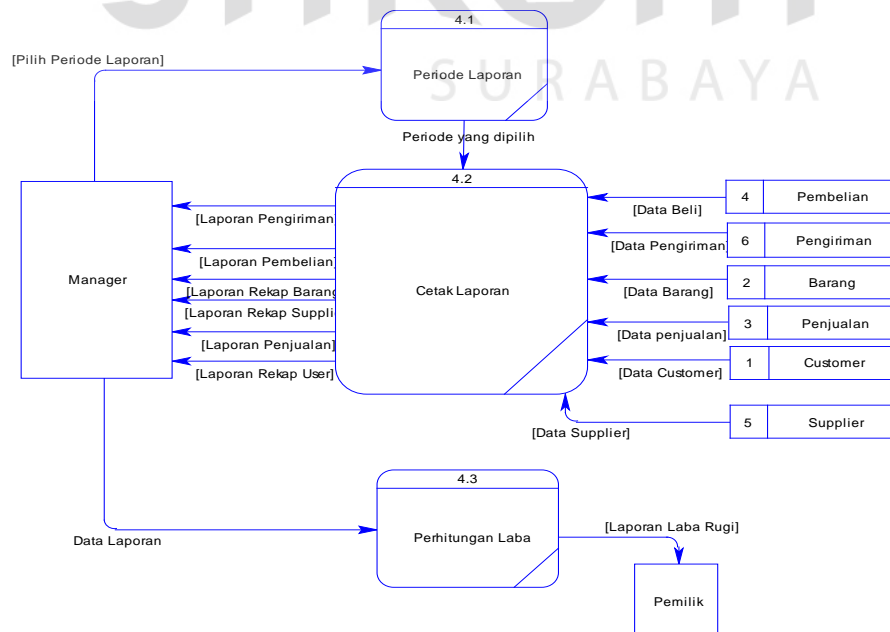 SURABAYA
4.1
[Pilih Periode Laporan]
Periode Laporan
Periode yang dipilih
4.2
[Laporan Pengiriman]
[Laporan Pembelian]
[Laporan Rekap Barang
[Laporan Rekap Suppli
[Laporan Penjualan]
[Laporan Rekap User]
Manager
Cetak Laporan
4 Pembelian
[Data Beli]
6 Pengiriman
[Data Pengiriman]
2 Barang
[Data Barang]
3 Penjualan
[Data penjualan]
1 Customer
[Data Customer]
5 Supplier
[Data Supplier]
4.3
Data Laporan
Perhitungan Laba
[Laporan Laba Rugi]
Pemilik